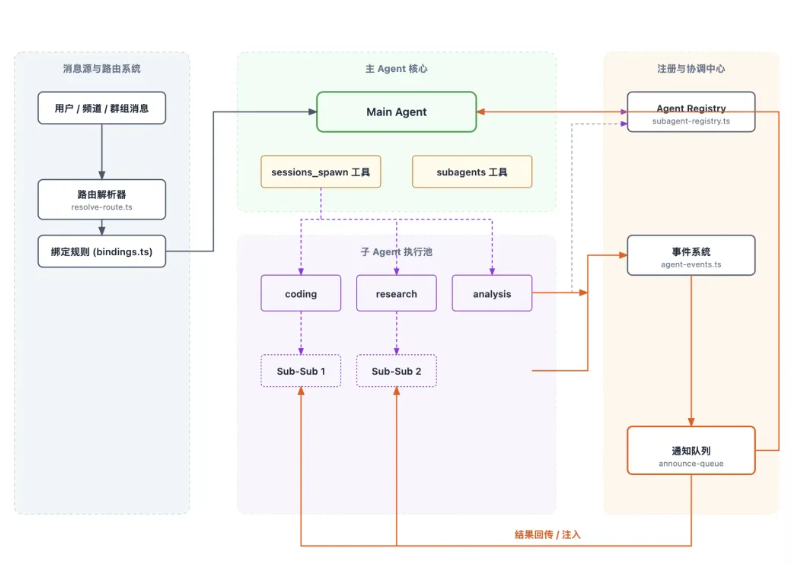 消息源与路由系统
用户 / 频道 / 群组消息
路由解析器
resolve-route.ts
绑定规则 (bindings.ts)
主 Agent 核心
Main Agent
sessions_spawn 工具
subagents 工具
子 Agent 执行池
coding
research
analysis
Sub-Sub 1
Sub-Sub 2
注册与协调中心
Agent Registry
subagent-registry.ts
事件系统
agent-events.ts
通知队列
announce-queue
结果回传 / 注入